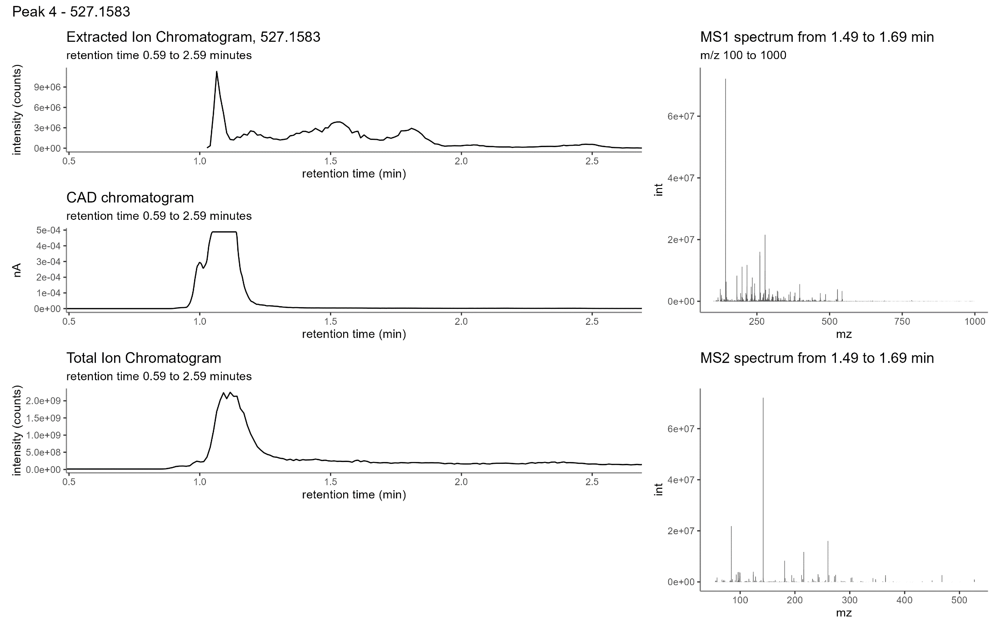 Peak 4 - 527.1583
Extracted Ion Chromatogram, 527.1583
retention time 0.59 to 2.59 minutes
intensity (counts)
9e+06
6e+06
3e+06
0e+00
0.5 1.0 1.5 2.0 2.5
retention time (min)
CAD chromatogram
retention time 0.59 to 2.59 minutes
nA
5e-04
4e-04
3e-04
2e-04
1e-04
0e+00
0.5 1.0 1.5 2.0 2.5
retention time (min)
Total Ion Chromatogram
retention time 0.59 to 2.59 minutes
intensity (counts)
2.0e+09
1.5e+09
1.0e+09
5.0e+08
0.0e+00
0.5 1.0 1.5 2.0 2.5
retention time (min)
MS1 spectrum from 1.49 to 1.69 min
m/z 100 to 1000
int
6e+07
4e+07
2e+07
0e+00
250 500 750 1000
mz
MS2 spectrum from 1.49 to 1.69 min
int
6e+07
4e+07
2e+07
0e+00
100 200 300 400 500
mz